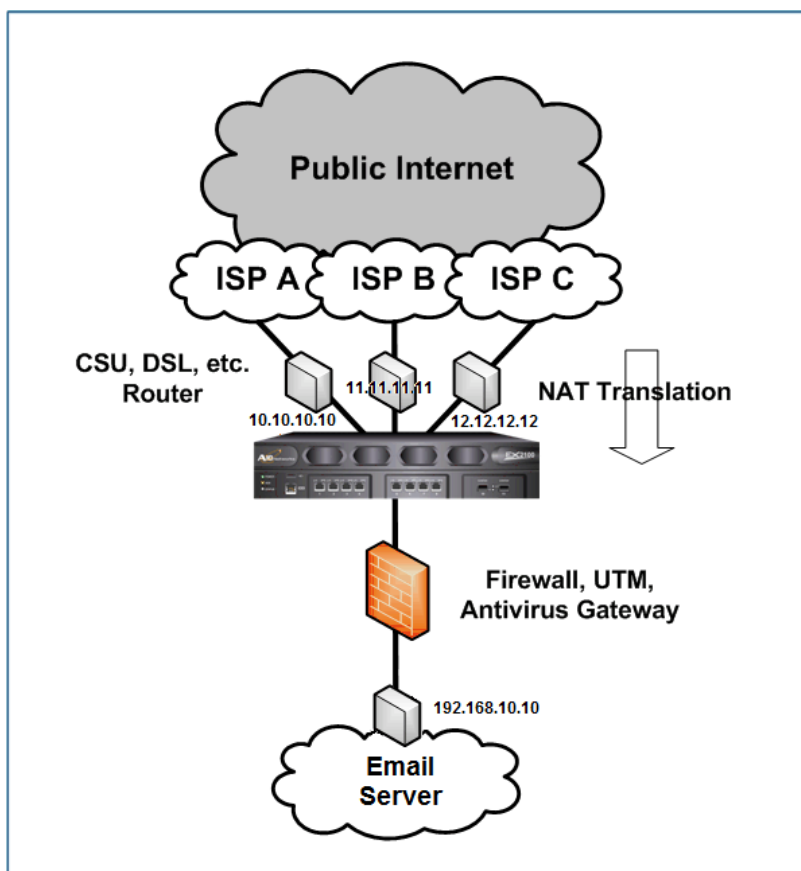 Public Internet
ISP A
ISP B
ISP C
CSU, DSL, etc.
Router
11.11.11.11
NAT Translation
10.10.10.10
12.12.12.12
Firewall, UTM,
Antivirus Gateway
192.168.10.10
Email
Server